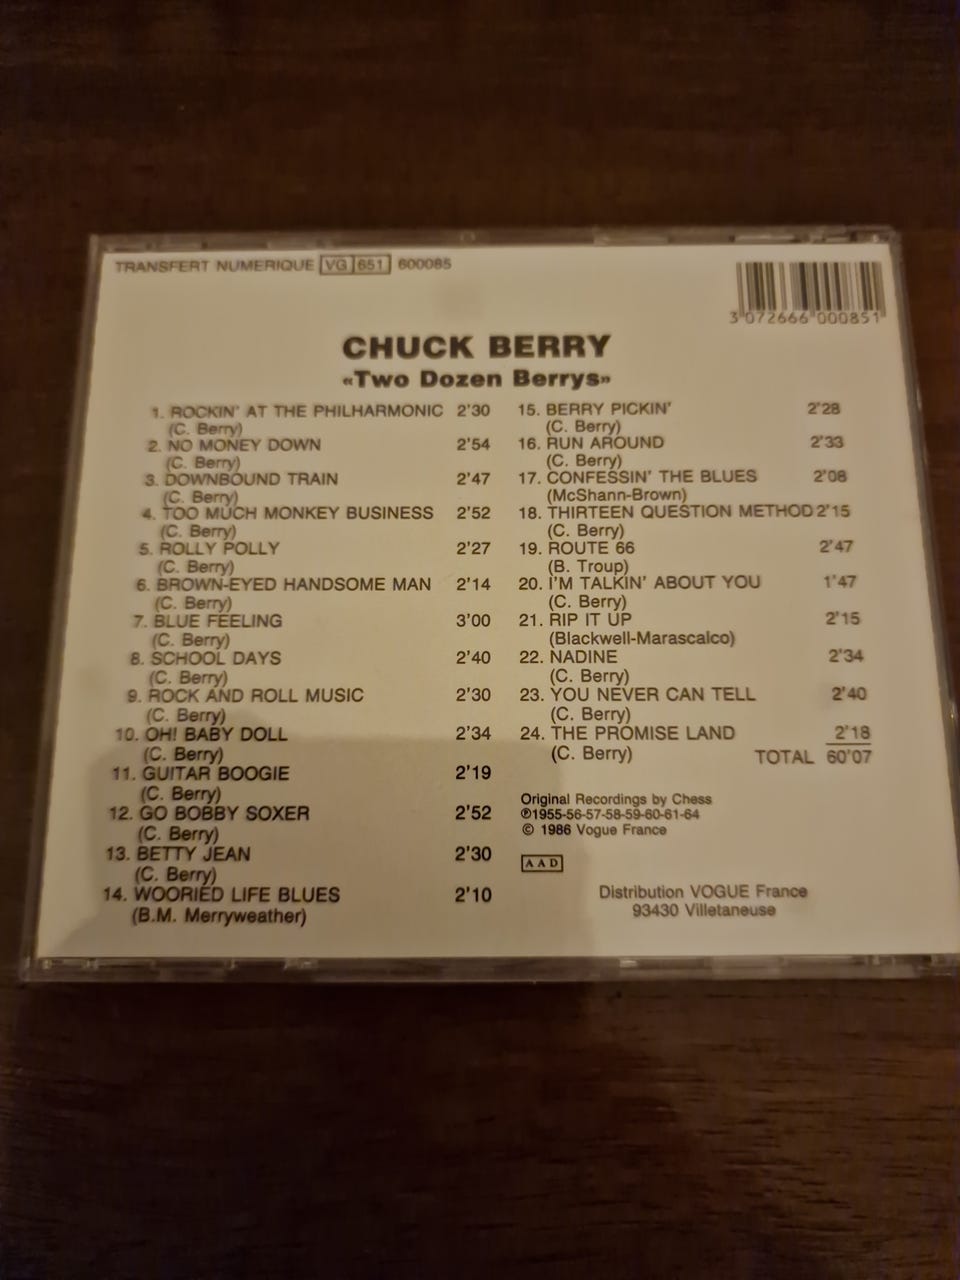 TRANSFERT NUMERIQUE VG 651 600085
3 072666 000851
CHUCK BERRY
«Two Dozen Berrys»
1. ROCKIN' AT THE PHILHARMONIC 2'30
(C. Berry)
2. NO MONEY DOWN 2'54
(C. Berry)
3. DOWNBOUND TRAIN 2'47
(C. Berry)
4. TOO MUCH MONKEY BUSINESS 2'52
(C. Berry)
5. ROLLY POLLY 2'27
(C. Berry)
6. BROWN-EYED HANDSOME MAN 2'14
(C. Berry)
7. BLUE FEELING 3'00
(C. Berry)
8. SCHOOL DAYS 2'40
(C. Berry)
9. ROCK AND ROLL MUSIC 2'30
(C. Berry)
10. OH! BABY DOLL 2'34
(C. Berry)
11. GUITAR BOOGIE 2'19
(C. Berry)
12. GO BOBBY SOXER 2'52
(C. Berry)
13. BETTY JEAN 2'30
(C. Berry)
14. WOORIED LIFE BLUES 2'10
(B.M. Merryweather)
15. BERRY PICKIN' 2'28
(C. Berry)
16. RUN AROUND 2'33
(C. Berry)
17. CONFESSIN' THE BLUES 2'08
(McShann-Brown)
18. THIRTEEN QUESTION METHOD 2'15
(C. Berry)
19. ROUTE 66 2'47
(B. Troup)
20. I'M TALKIN' ABOUT YOU 1'47
(C. Berry)
21. RIP IT UP 2'15
(Blackwell-Marascalco)
22. NADINE 2'34
(C. Berry)
23. YOU NEVER CAN TELL 2'40
(C. Berry)
24. THE PROMISE LAND 2'18
(C. Berry)
TOTAL 60'07
Original Recordings by Chess
℗1955-56-57-58-59-60-61-64
© 1986 Vogue France
AAD
Distribution VOGUE France
93430 Villetaneuse